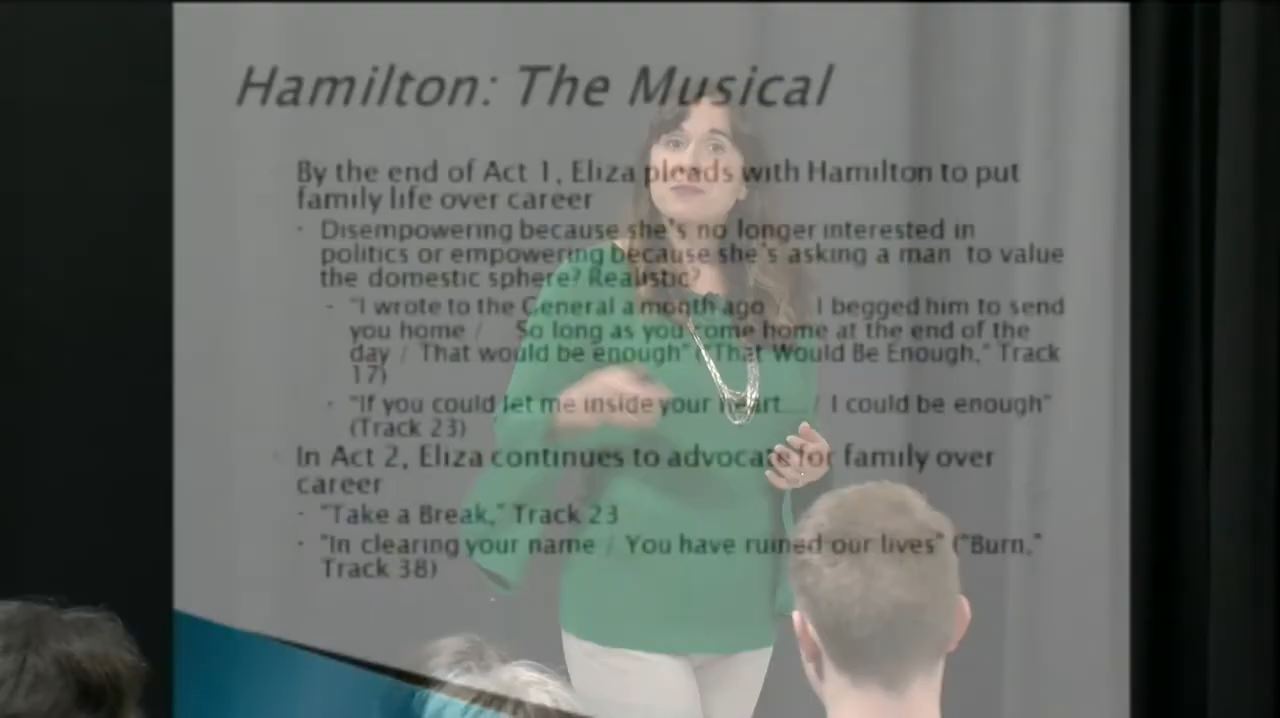 Hamilton: The Musical
By the end of Act 1, Eliza pleads with Hamilton to put
family life over career
· Disempowering because she's no longer interested in
politics or empowering because she's asking a man to value
the domestic sphere? Realistic?
- "I wrote to the General a month ago . . . I begged him to send
you home / . . . So long as you come home at the end of the
day / That would be enough" ("That Would Be Enough," Track
17)
· "If you could let me inside your heart . . . I could be enough"
(Track 23)
In Act 2, Eliza continues to advocate for family over
career
· "Take a Break," Track 23
· "In clearing your name / You have ruined our lives" ("Burn,"
Track 38)